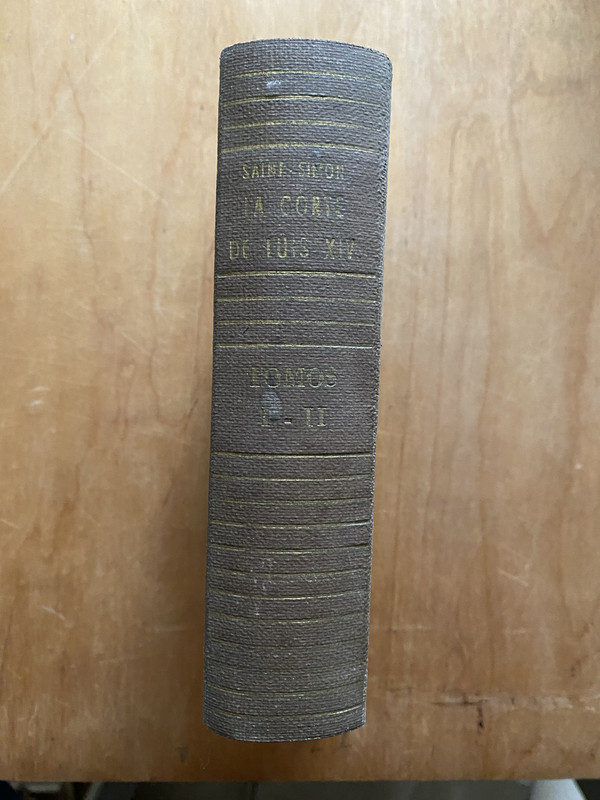 SAINT SIMON
LA CORTE
DE LUIS XIV
TOMOS
I - II